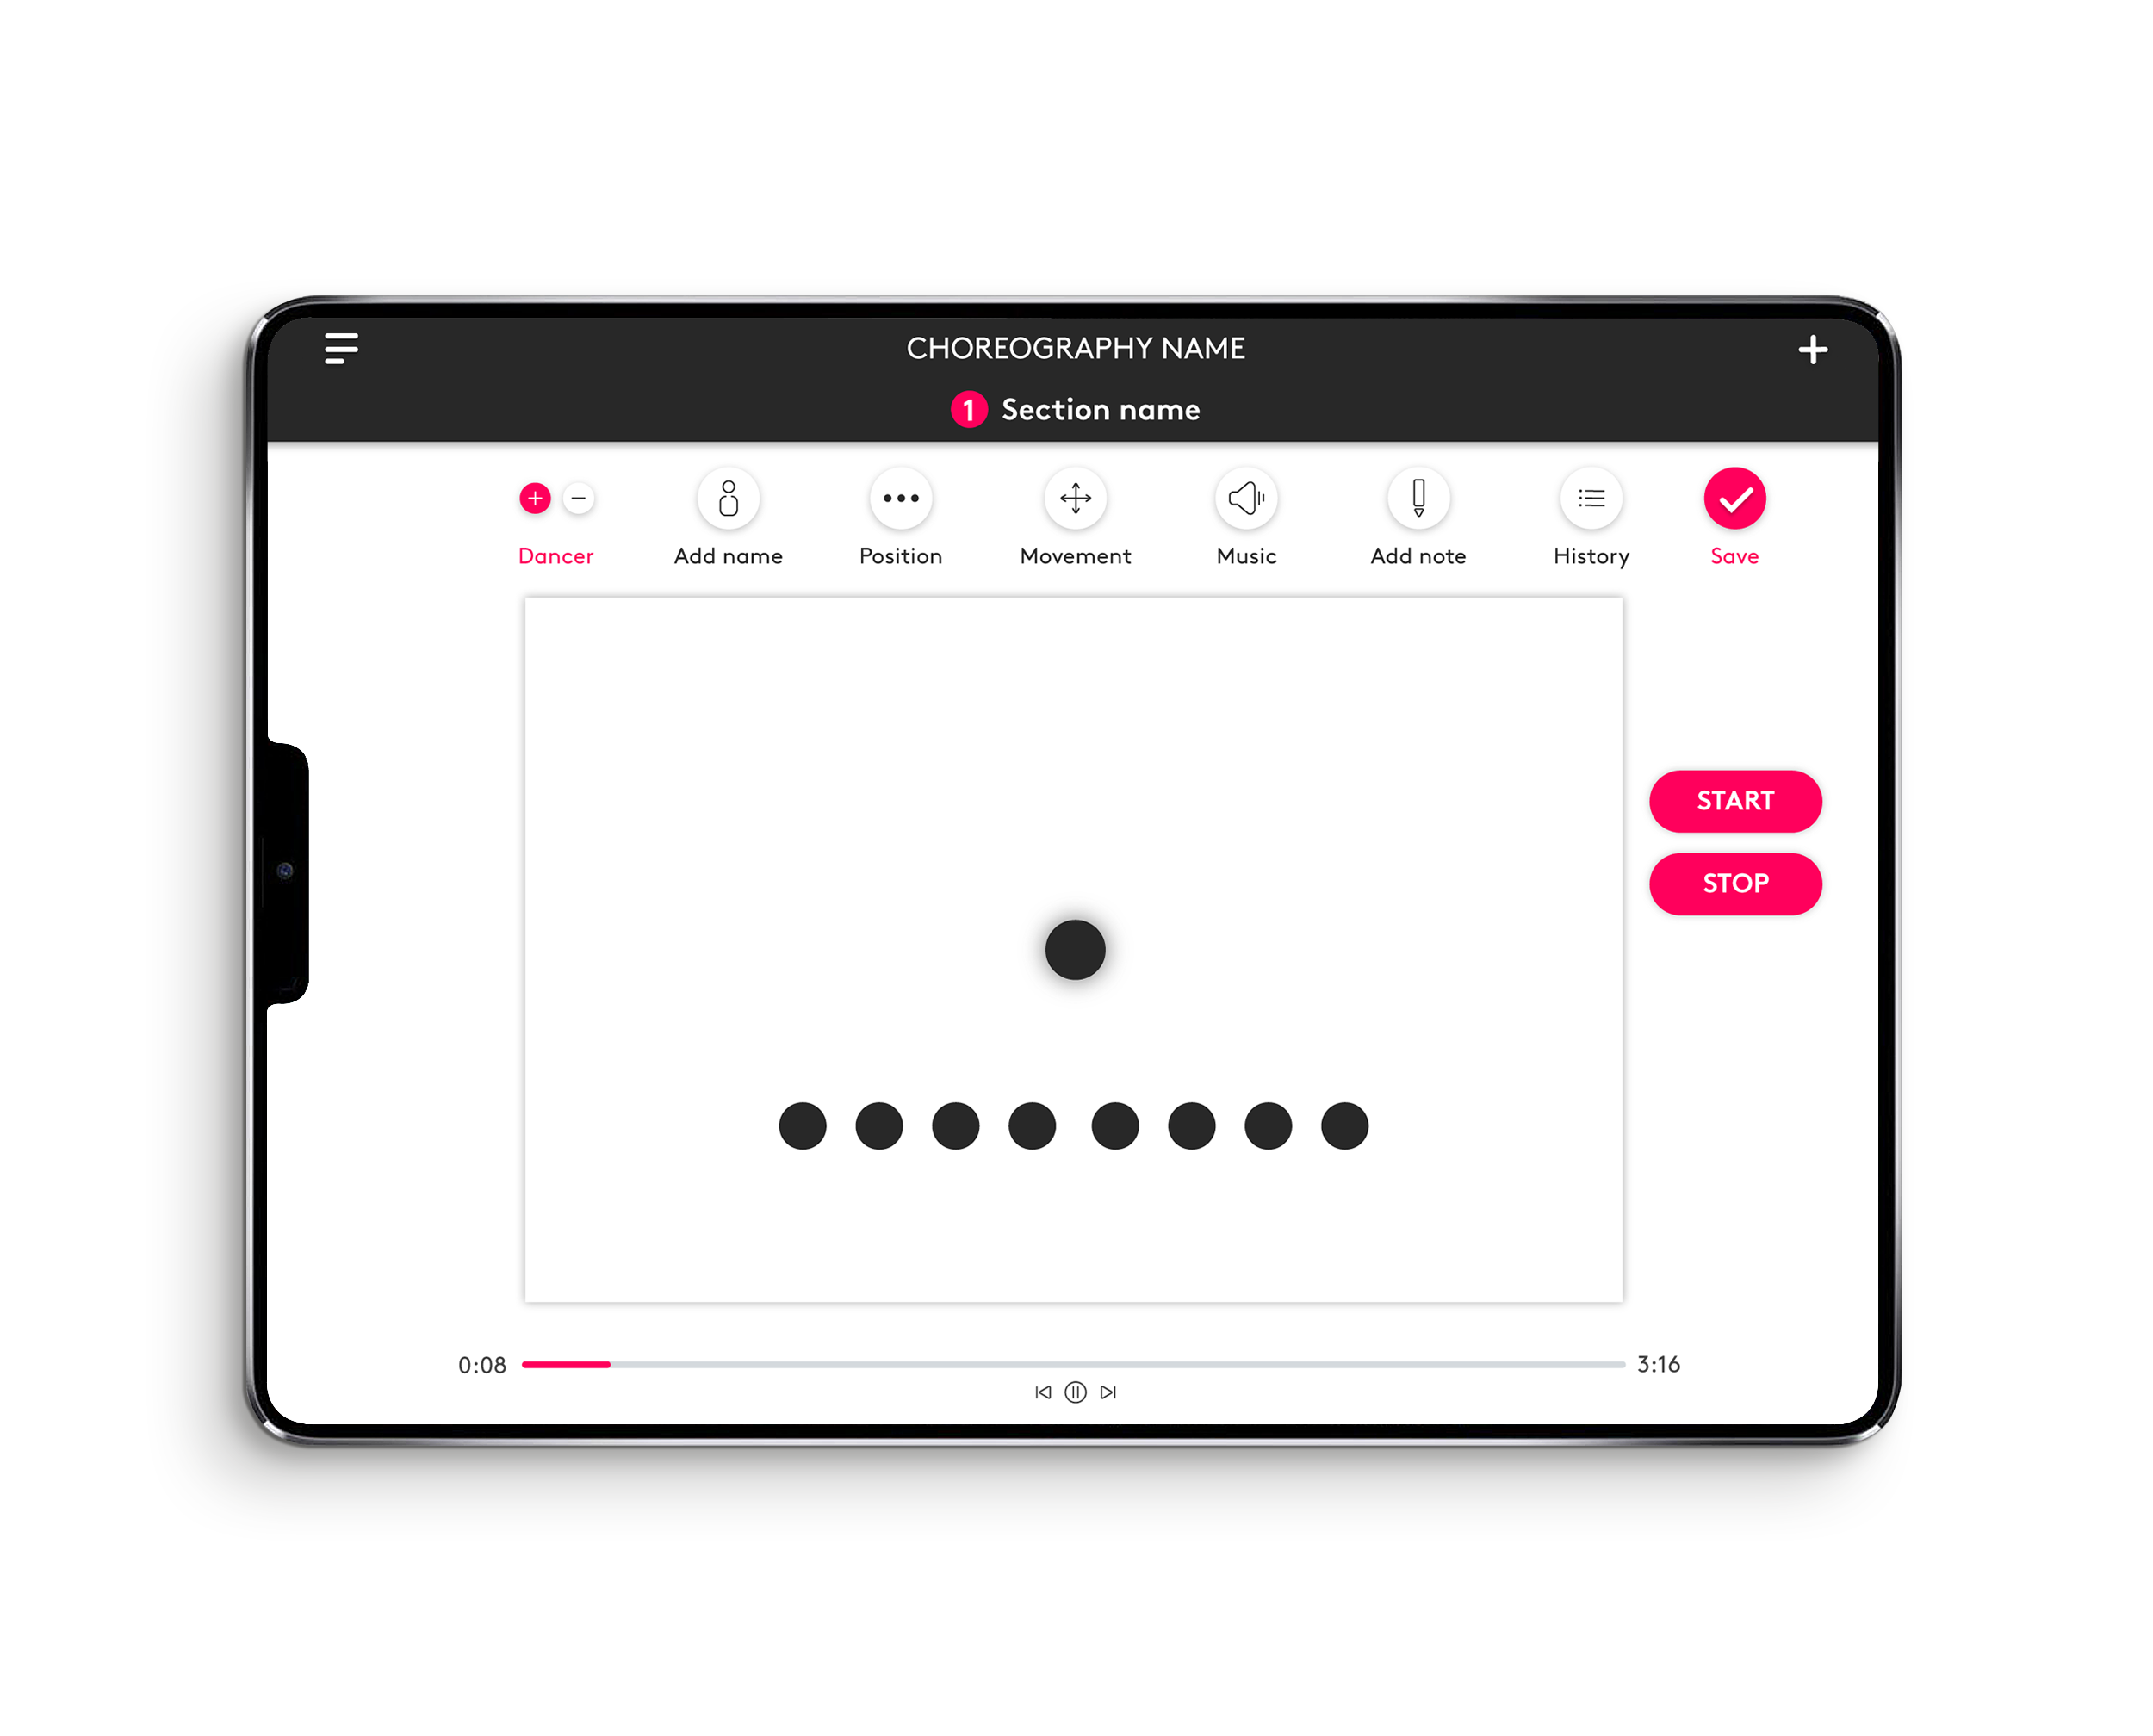 CHOREOGRAPHY NAME
1 Section name
Dancer Add name Position Movement Music Add note History Save
START
STOP
0:08 3:16